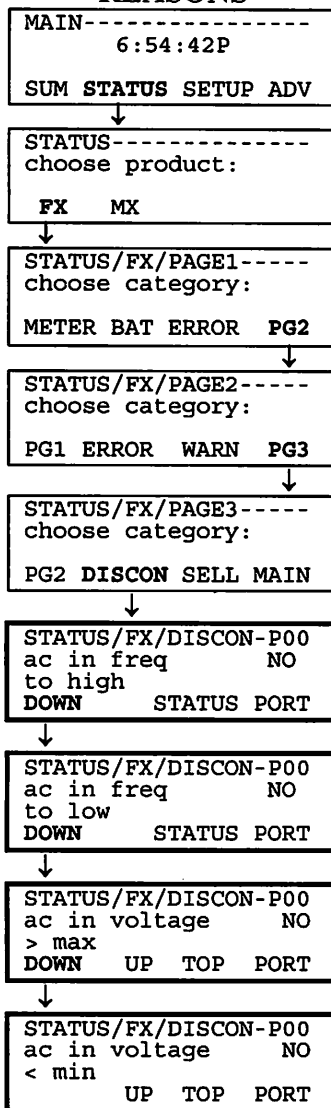 MAIN----------------
6:54:42P
SUM STATUS SETUP ADV
↓
STATUS--------------
choose product:
FX MX
↓
STATUS/FX/PAGE1-----
choose category:
METER BAT ERROR PG2
↓
STATUS/FX/PAGE2-----
choose category:
PG1 ERROR WARN PG3
↓
STATUS/FX/PAGE3-----
choose category:
PG2 DISCON SELL MAIN
↓
STATUS/FX/DISCON-P00
ac in freq NO
to high
DOWN STATUS PORT
↓
STATUS/FX/DISCON-P00
ac in freq NO
to low
DOWN STATUS PORT
↓
STATUS/FX/DISCON-P00
ac in voltage NO
> max
DOWN UP TOP PORT
↓
STATUS/FX/DISCON-P00
ac in voltage NO
< min
UP TOP PORT